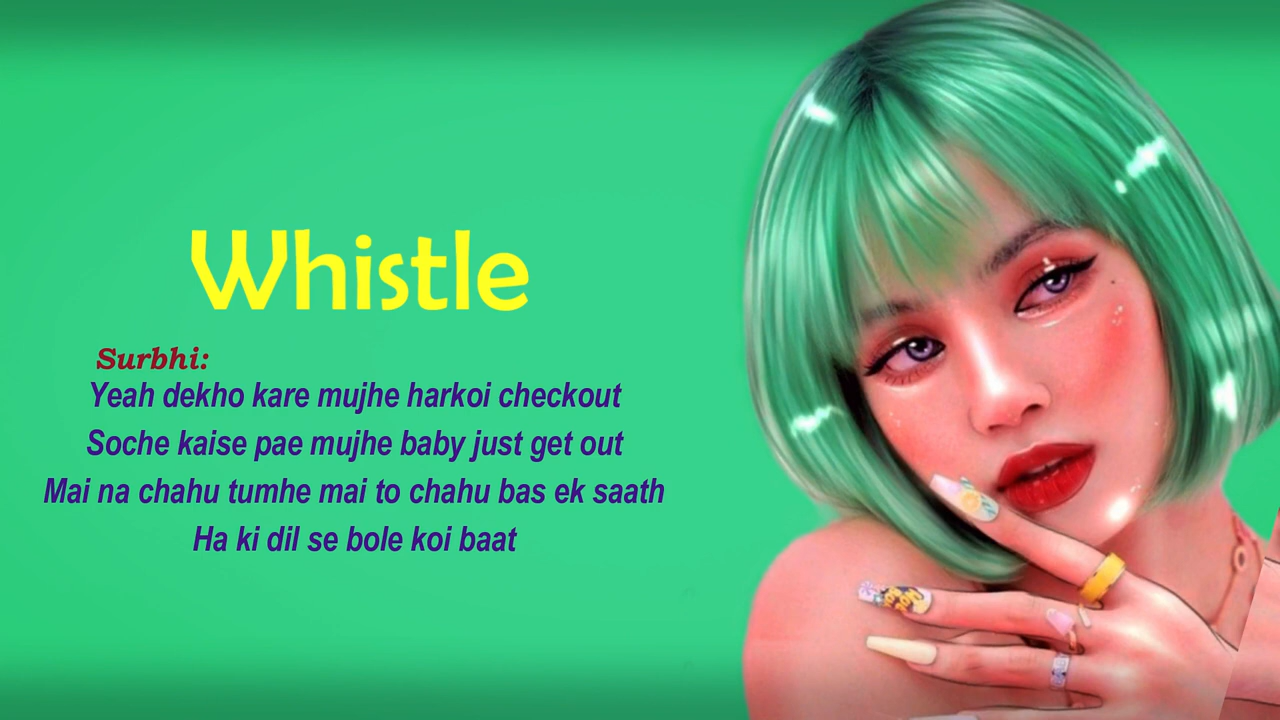 Whistle
Surbhi:
Yeah dekho kare mujhe harkoi checkout
Soche kaise pae mujhe baby just get out
Mai na chahu tumhe mai to chahu bas ek saath
Ha ki dil se bole koi baat